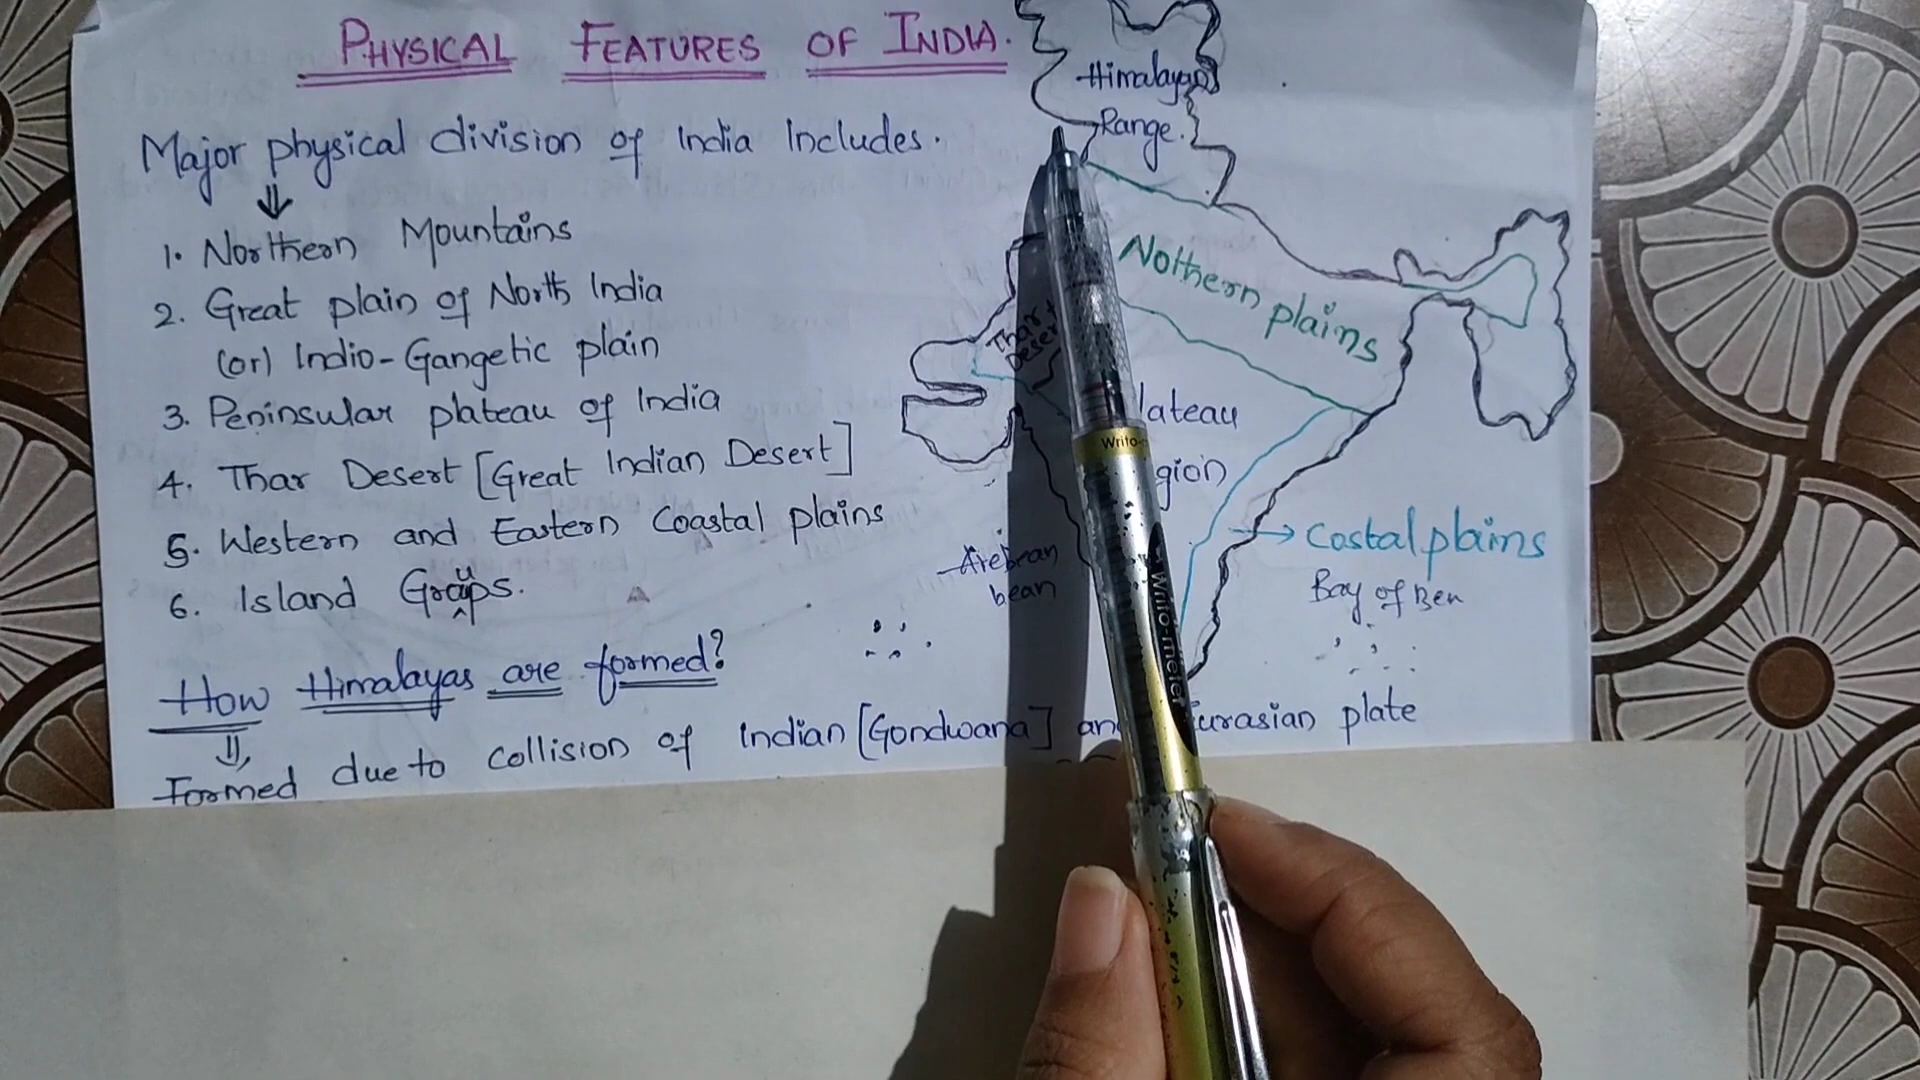 PHYSICAL FEATURES OF INDIA.
Major physical division of India Includes.
1. Northern Mountains
2. Great plain of North India
(or) Indio-Gangetic plain
3. Peninsular plateau of India
4. Thar Desert [Great Indian Desert]
5. Western and Eastern Coastal plains
6. Island Groups.
How Himalayas are formed?
Formed due to collision of Indian [Gondwana] and Eurasian plate
Himalayas
Range.
Nothern plains
Thar
Desert
lateau
gion
Costal plains
Arebean
bean
Bay of Ben
Writo-meter